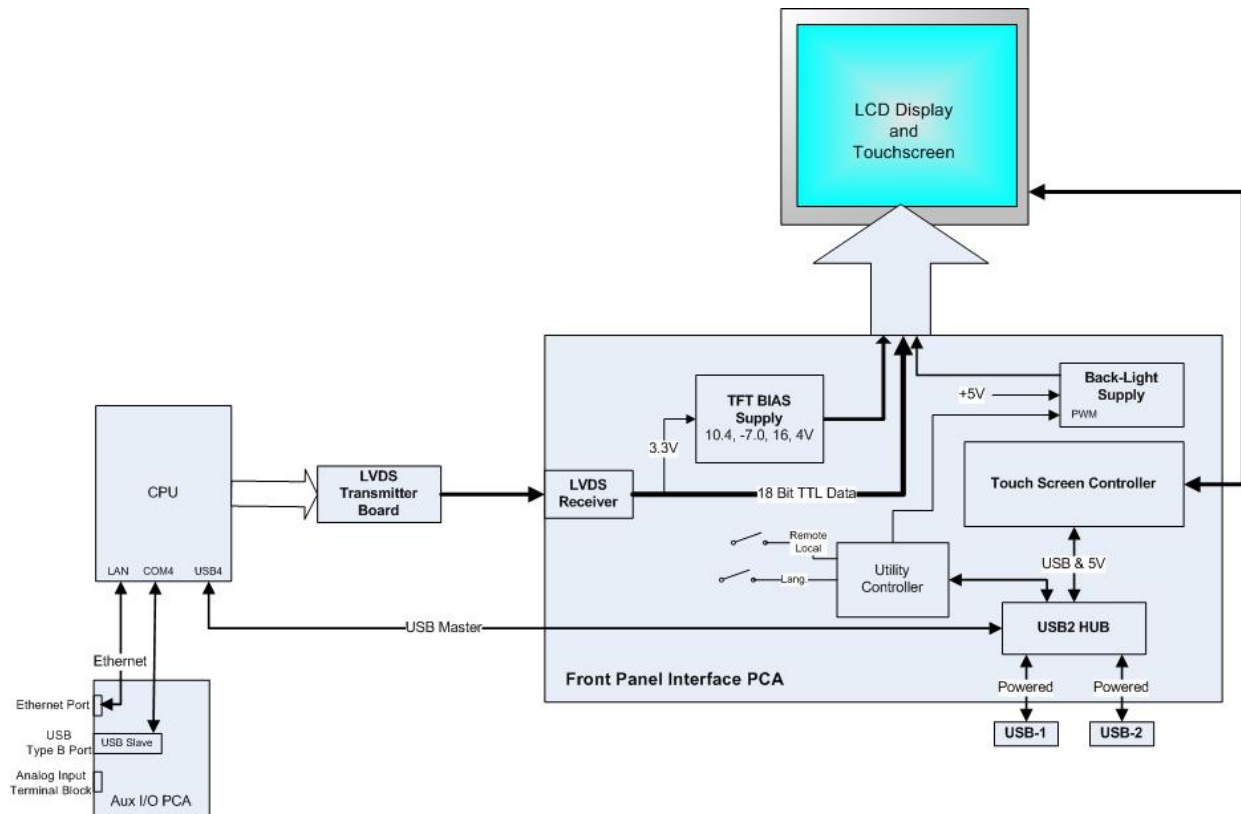 LCD Display
and
Touchscreen
TFT BIAS
Supply
10.4, -7.0, 16, 4V
Back-Light
Supply
+5V
PWM
3.3V
CPU
LVDS
Transmitter
Board
LVDS
Receiver
18 Bit TTL Data
Touch Screen Controller
Remote
Local
Lang.
Utility
Controller
USB & 5V
LAN
COM4
USB4
USB Master
USB2 HUB
Ethernet
Front Panel Interface PCA
Powered
Powered
USB-1
USB-2
Ethernet Port
USB
Type B Port
USB Slave
Analog Input
Terminal Block
Aux I/O PCA